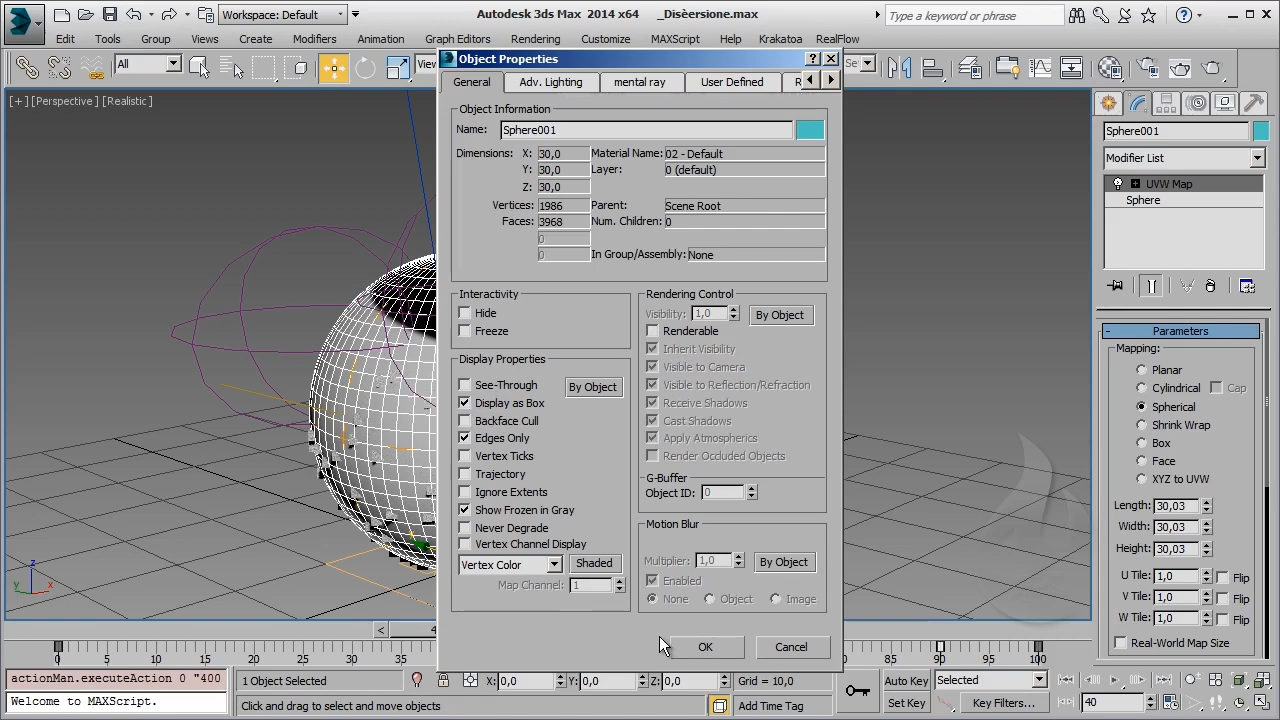 Workspace: Default
Autodesk 3ds Max 2014 x64 _Disèersione.max
Type a keyword or phrase
Edit Tools Group Views Create Modifiers Animation Graph Editors Rendering Customize MAXScript Help Krakatoa RealFlow
All
View
Se
[+][Perspective][Realistic]
Object Properties
General Adv. Lighting mental ray User Defined R
Object Information
Name: Sphere001
Dimensions: X: 30,0 Material Name: 02 - Default
Y: 30,0 Layer: 0 (default)
Z: 30,0
Vertices: 1986 Parent: Scene Root
Faces: 3968 Num. Children: 0
0
0 In Group/Assembly: None
Interactivity
Hide
Freeze
Display Properties
See-Through By Object
Display as Box
Backface Cull
Edges Only
Vertex Ticks
Trajectory
Ignore Extents
Show Frozen in Gray
Never Degrade
Vertex Channel Display
Vertex Color Shaded
Map Channel: 1
Rendering Control
Visibility: 1,0 By Object
Renderable
Inherit Visibility
Visible to Camera
Visible to Reflection/Refraction
Receive Shadows
Cast Shadows
Apply Atmospherics
Render Occluded Objects
G-Buffer
Object ID: 0
Motion Blur
Multiplier: 1,0 By Object
Enabled
None Object Image
OK Cancel
Sphere001
Modifier List
UVW Map
Sphere
Parameters
Mapping:
Planar
Cylindrical Cap
Spherical
Shrink Wrap
Box
Face
XYZ to UVW
Length: 30,03
Width: 30,03
Height: 30,03
U Tile: 1,0 Flip
V Tile: 1,0 Flip
W Tile: 1,0 Flip
Real-World Map Size
< 4
0 5 10 15 20 25 30 35 40 45 50 55 60 65 70 75 80 85 90 95 100
actionMan.executeAction 0 "400
Welcome to MAXScript.
1 Object Selected X: 0,0 Y: 0,0 Z: 0,0 Grid = 10,0
Click and drag to select and move objects Add Time Tag
Auto Key Selected
Set Key Key Filters... 40
z
y x